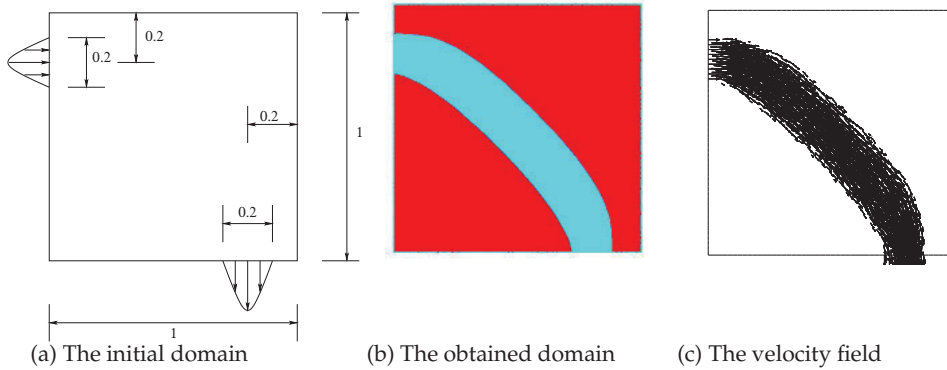 0.2
0.2
0.2
0.2
1
1
(a) The initial domain
(b) The obtained domain
(c) The velocity field